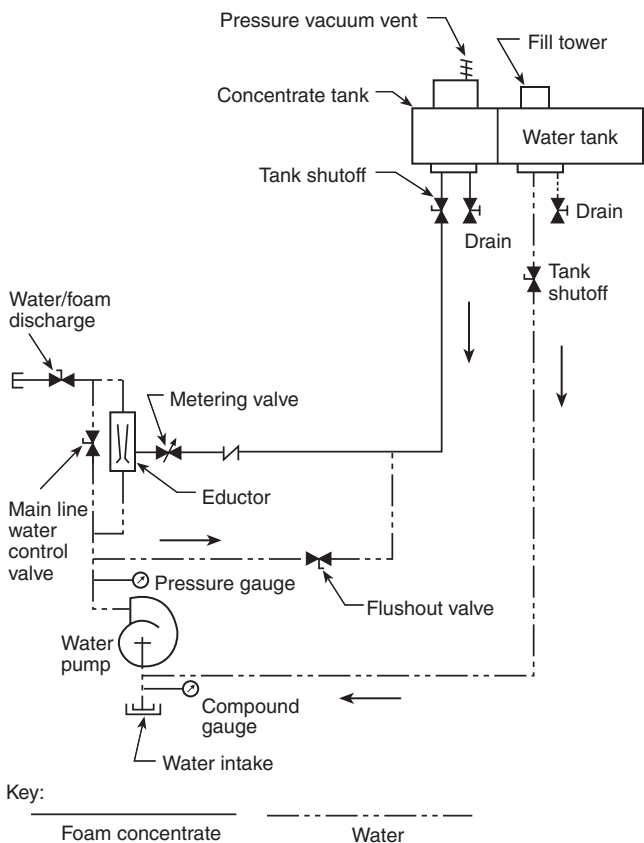 Pressure vacuum vent
Fill tower
Concentrate tank
Water tank
Tank shutoff
Drain
Drain
Tank
shutoff
Water/foam
discharge
Metering valve
Eductor
Main line
water
control
valve
Pressure gauge
Flushout valve
Water
pump
Compound
gauge
Water intake
Key:
Foam concentrate
Water